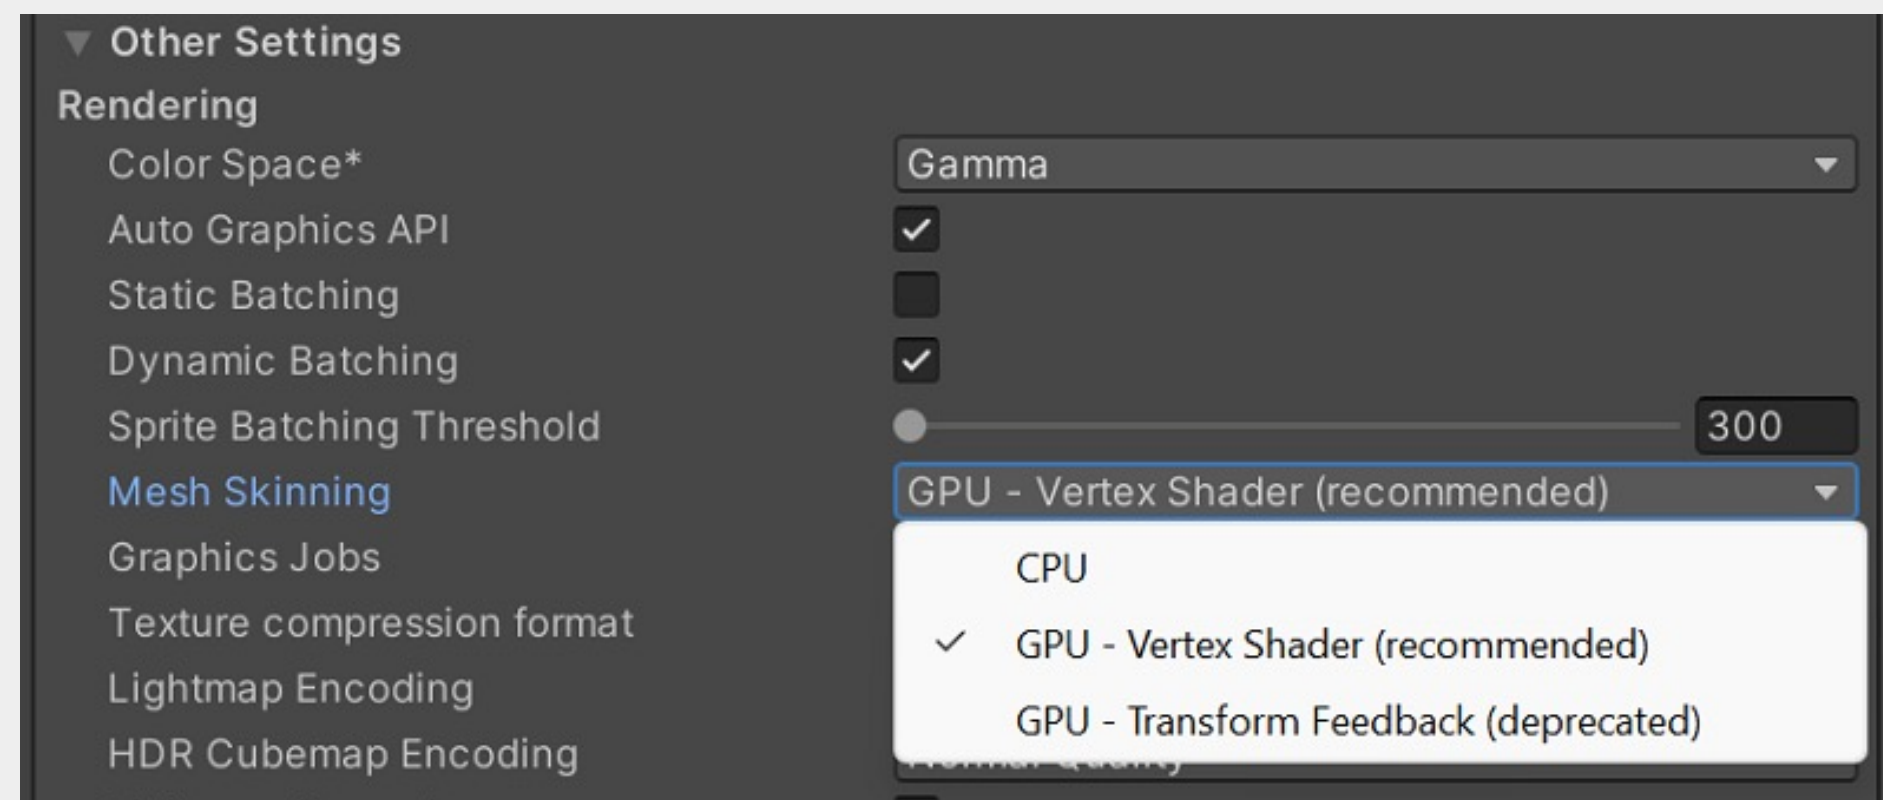 Other Settings
Rendering
Color Space* Gamma
Auto Graphics API
Static Batching
Dynamic Batching
Sprite Batching Threshold 300
Mesh Skinning GPU - Vertex Shader (recommended)
Graphics Jobs
CPU
Texture compression format
GPU - Vertex Shader (recommended)
Lightmap Encoding
GPU - Transform Feedback (deprecated)
HDR Cubemap Encoding